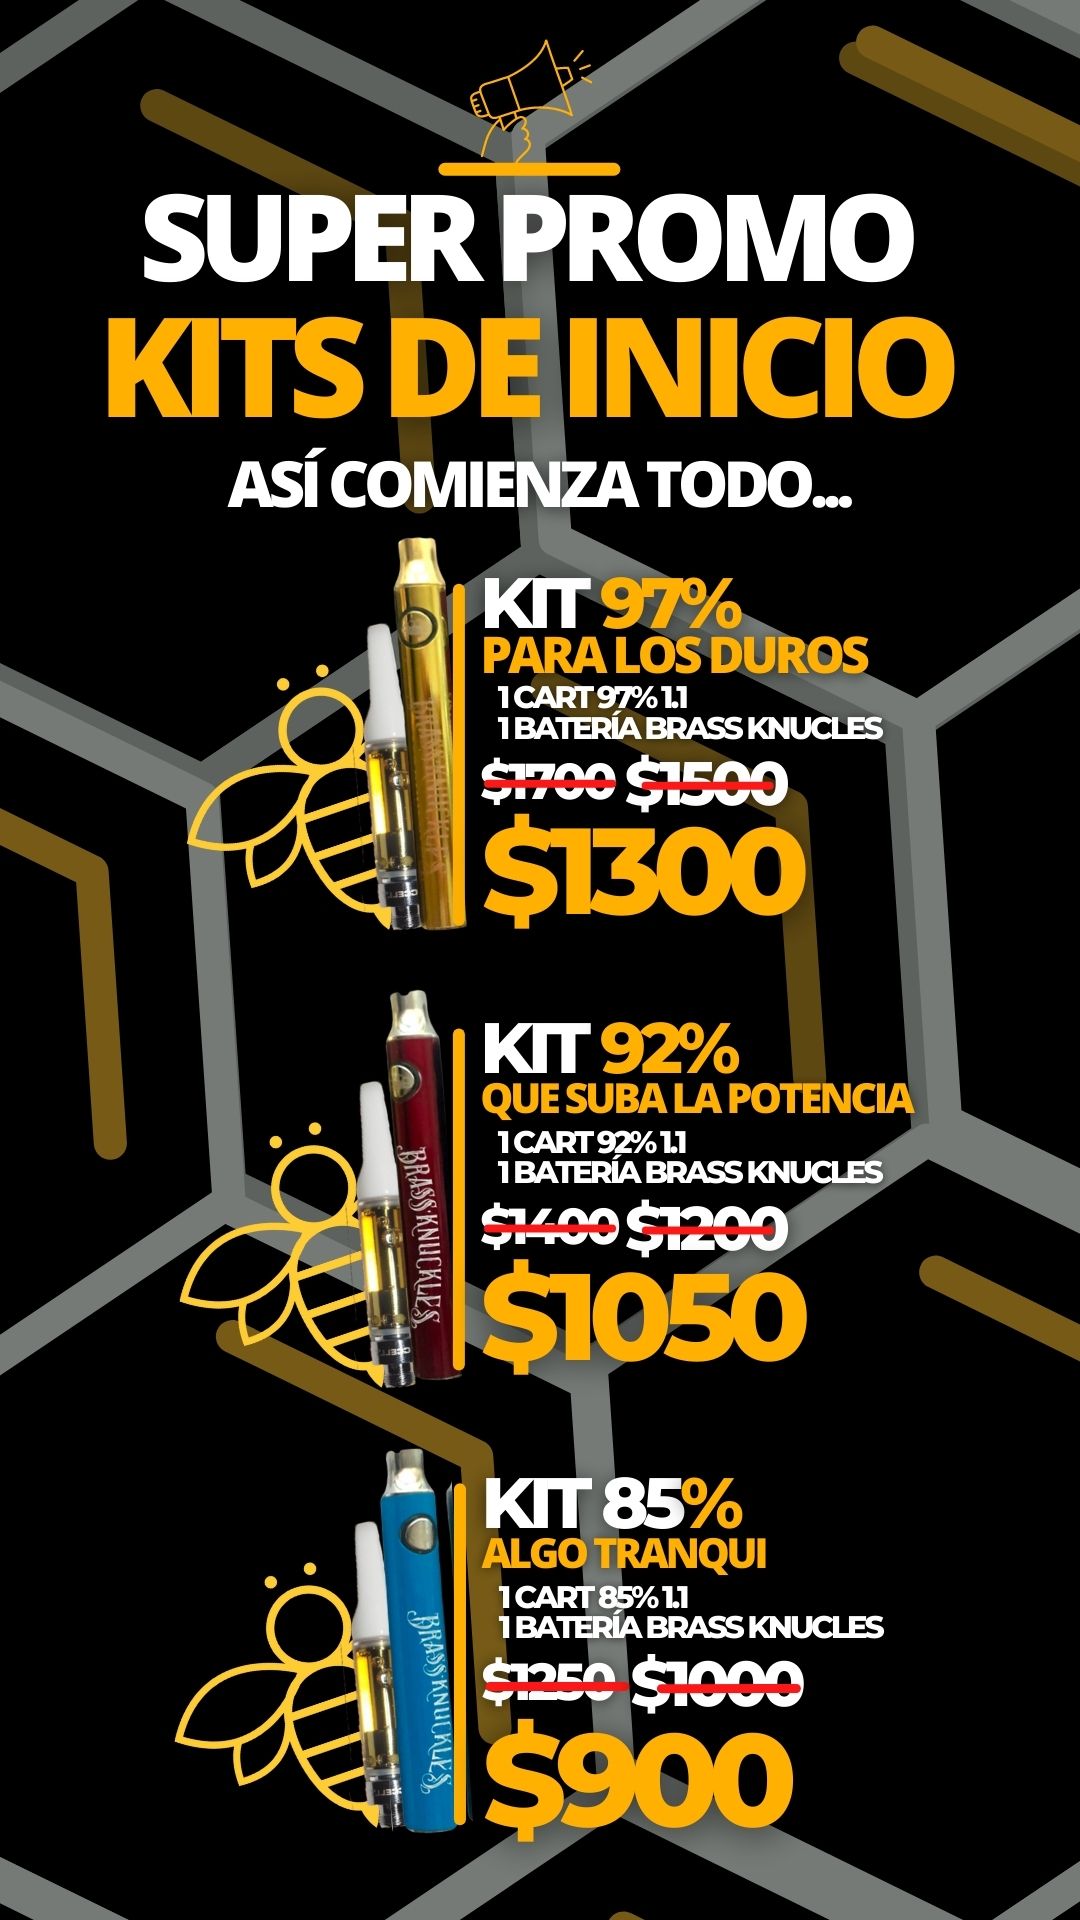 SUPER PROMO
KITS DE INICIO
ASÍ COMIENZA TODO...
KIT 97%
PARA LOS DUROS
1 CART 97% 1.1
1 BATERÍA BRASS KNUCLES
$1700 $1500
$1300
KIT 92%
QUE SUBA LA POTENCIA
1 CART 92% 1.1
1 BATERÍA BRASS KNUCLES
BRASS KNUCKLES
$1400 $1200
$1050
KIT 85%
ALGO TRANQUI
1 CART 85% 1.1
1 BATERÍA BRASS KNUCLES
BRASS KNUCKLES
$1250 $1000
$900